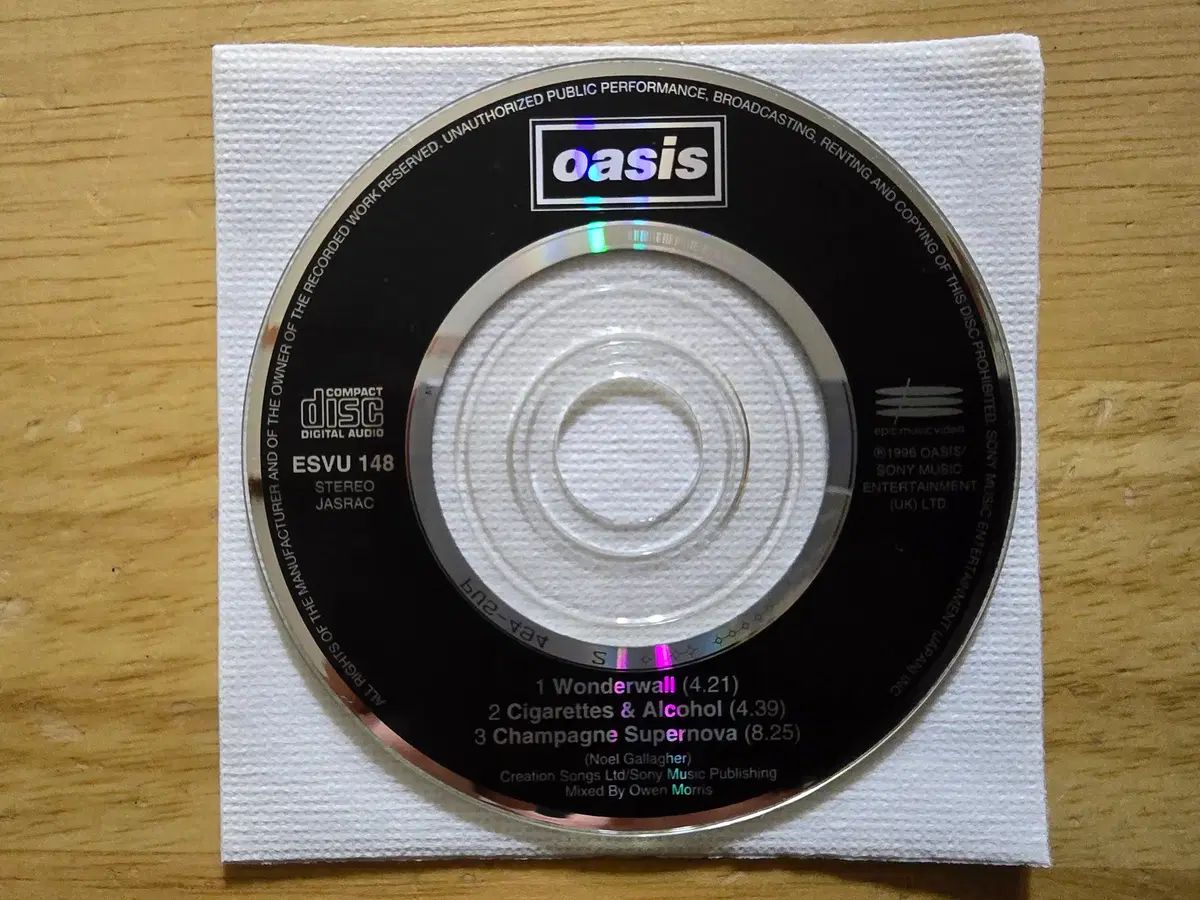 ALL RIGHTS OF THE MANUFACTURER AND OF THE OWNER OF THE RECORDED WORK RESERVED. UNAUTHORIZED PUBLIC PERFORMANCE, BROADCASTING, RENTING AND COPYING OF THIS DISC PROHIBITED. SONY MUSIC ENTERTAINMENT (JAPAN) INC
oasis
COMPACT
disc
DIGITAL AUDIO
ESVU 148
STEREO
JASRAC
epic music video
℗1996 OASIS/
SONY MUSIC
ENTERTAINMENT
(UK) LTD
PUS-494
2
1 Wonderwall (4.21)
2 Cigarettes & Alcohol (4.39)
3 Champagne Supernova (8.25)
(Noel Gallagher)
Creation Songs Ltd/Sony Music Publishing
Mixed By Owen Morris